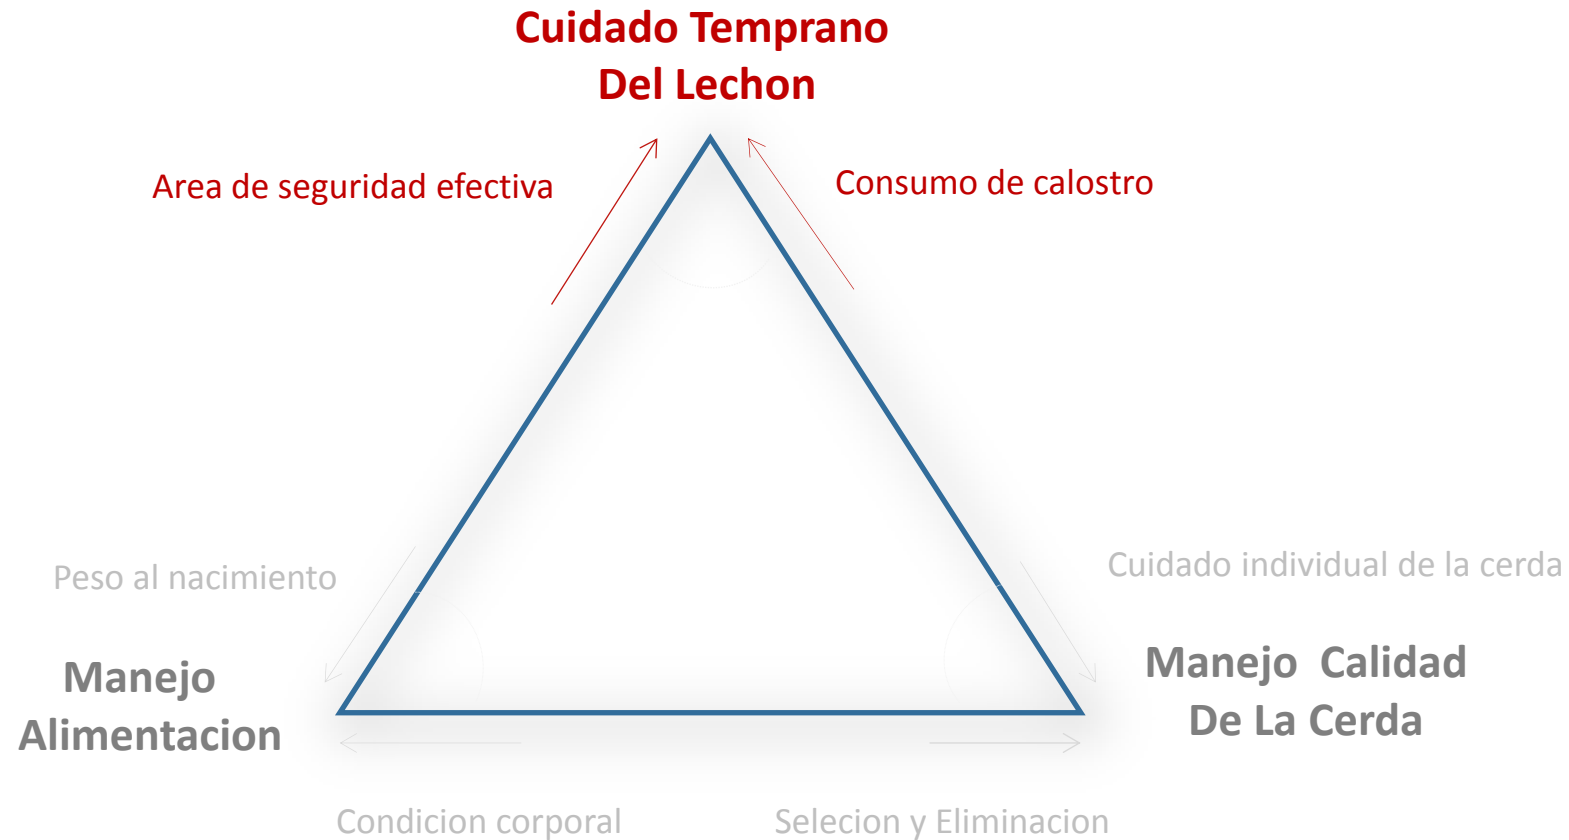 Cuidado Temprano
Del Lechon
Area de seguridad efectiva
Consumo de calostro
Peso al nacimiento
Cuidado individual de la cerda
Manejo
Alimentacion
Manejo  Calidad
De La Cerda
Condicion corporal
Selecion y Eliminacion